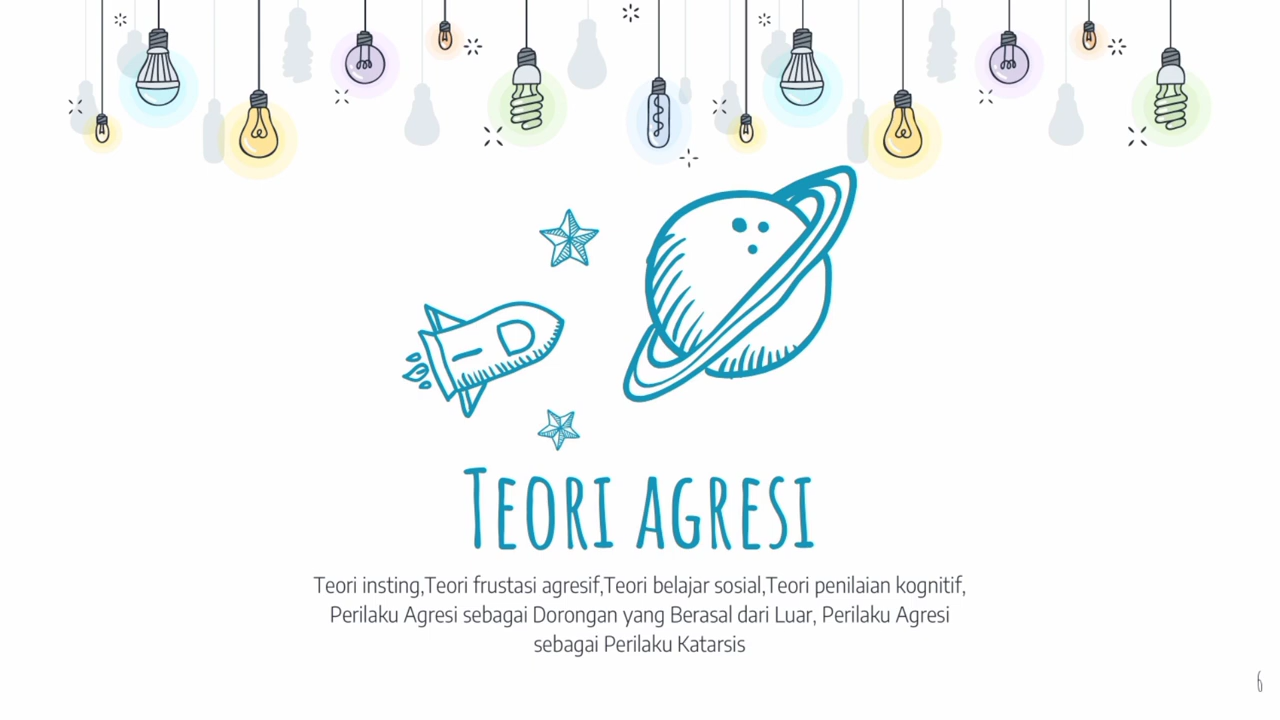 TEORI AGRESI
Teori insting,Teori frustasi agresif,Teori belajar sosial,Teori penilaian kognitif,
Perilaku Agresi sebagai Dorongan yang Berasal dari Luar, Perilaku Agresi
sebagai Perilaku Katarsis
6